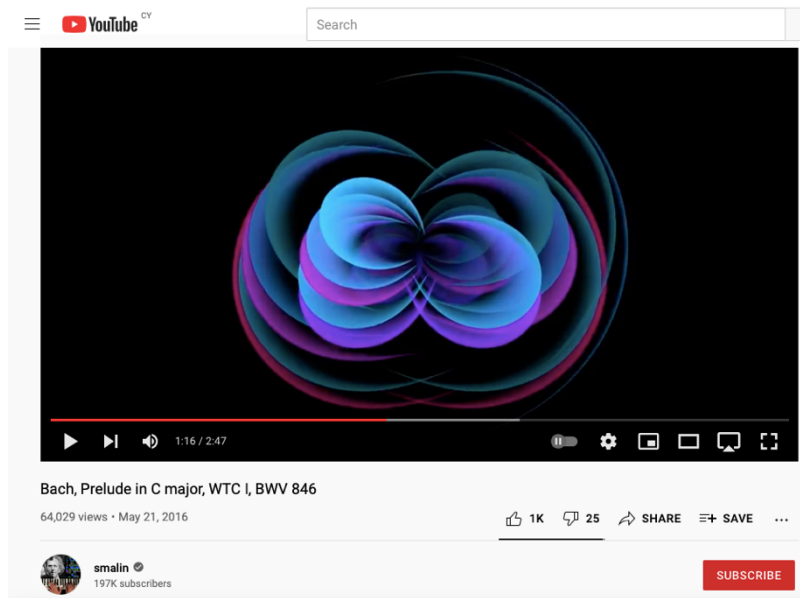 YouTube CY
Search
1:16 / 2:47
Bach, Prelude in C major, WTC I, BWV 846
64,029 views • May 21, 2016
1K
25
SHARE
SAVE
smalin
197K subscribers
SUBSCRIBE